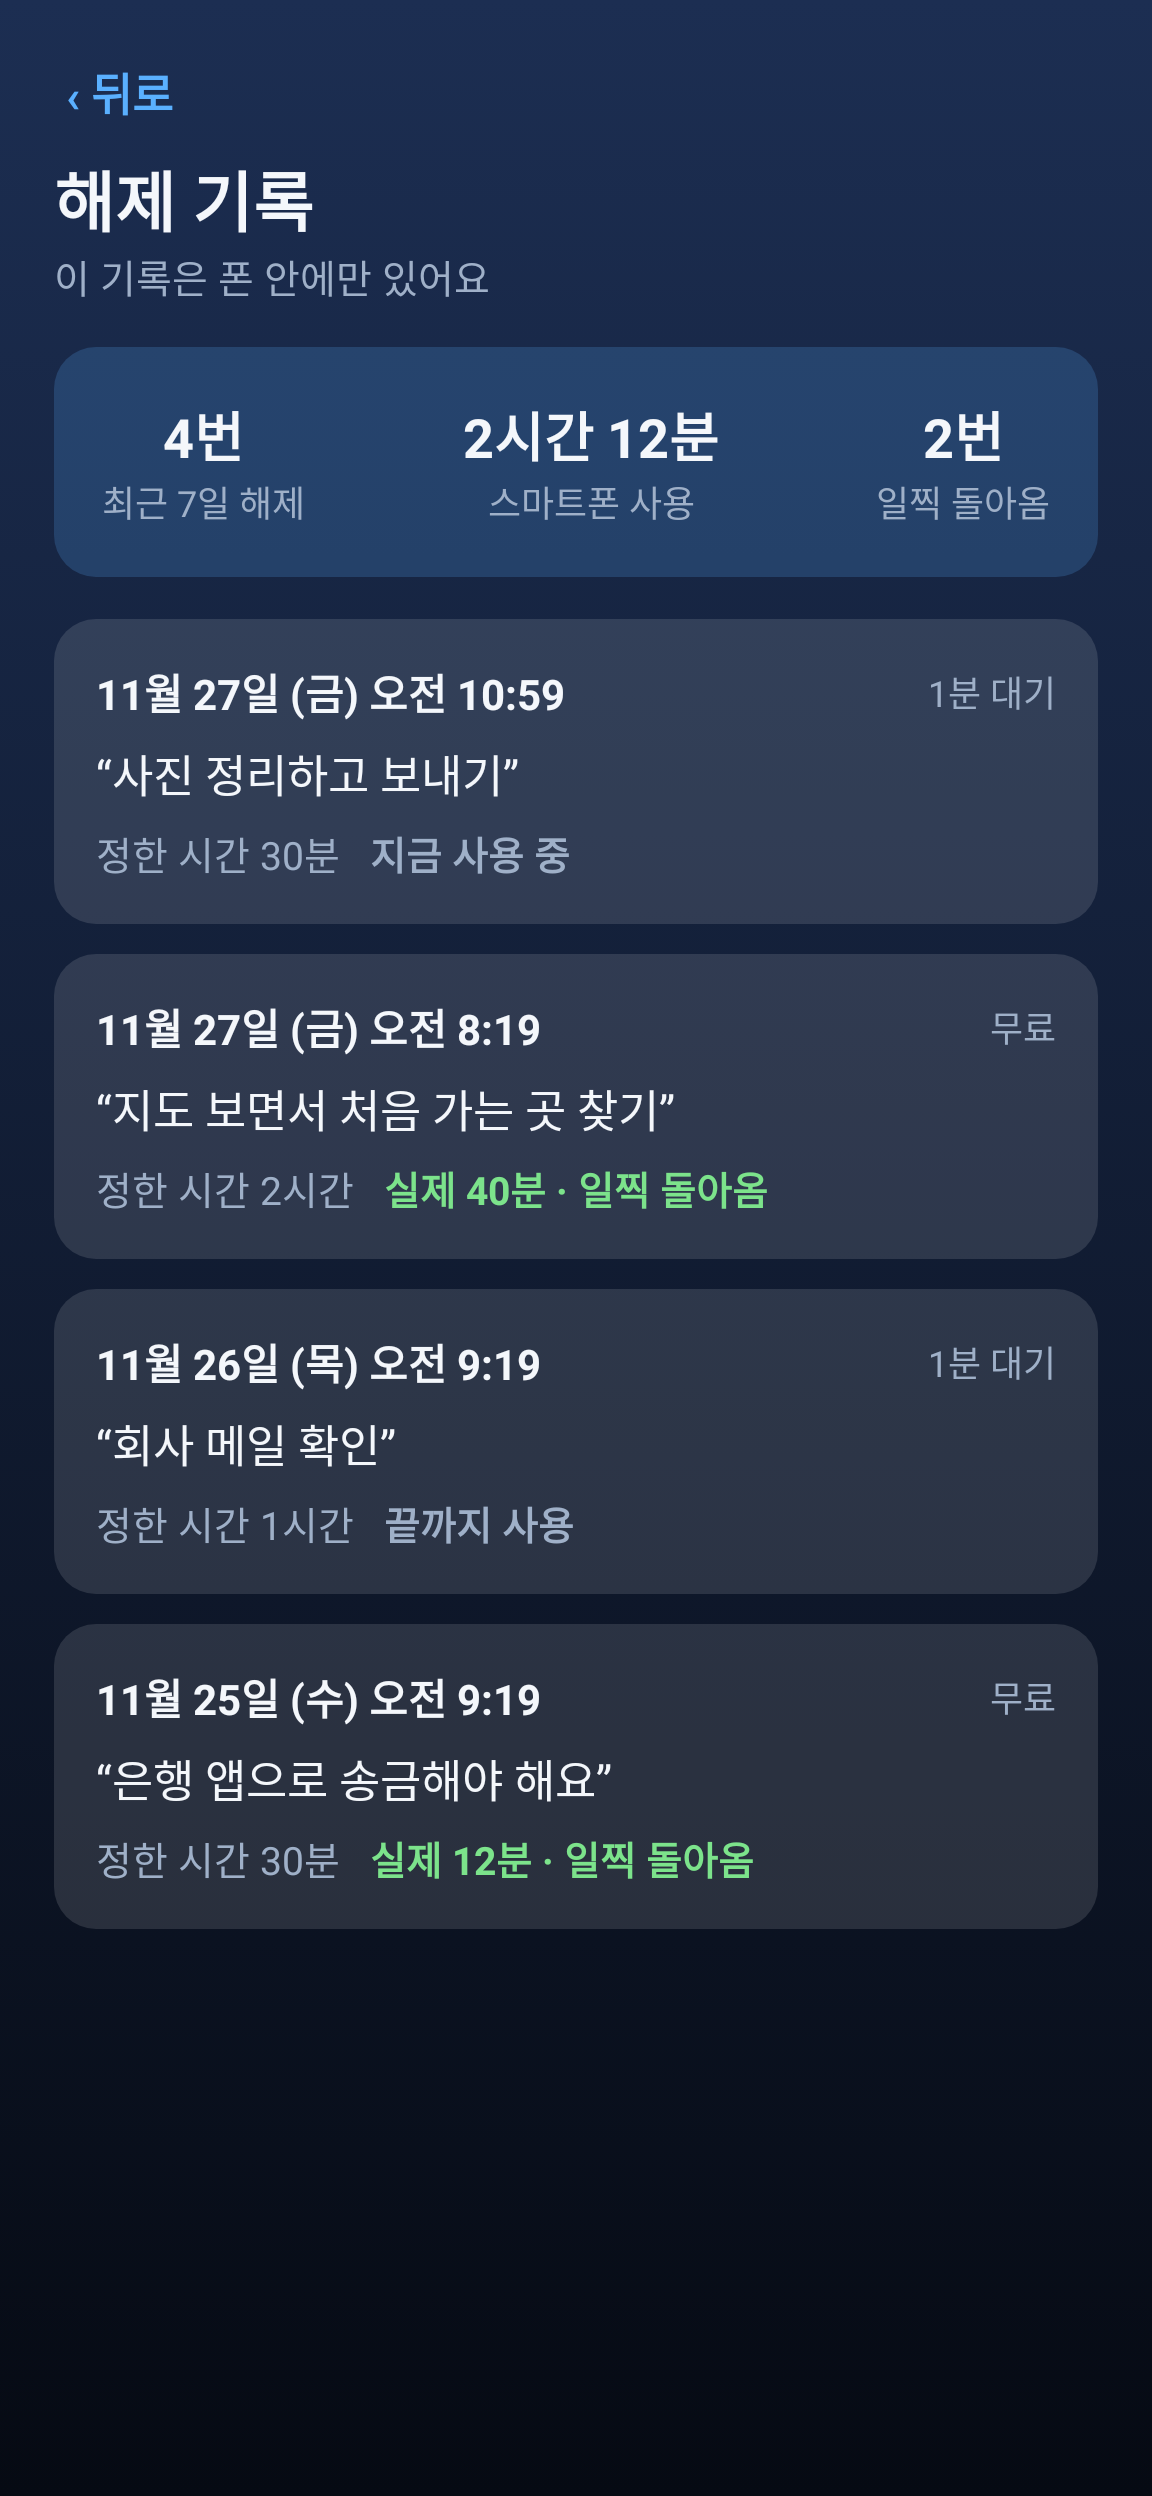 ‹ 뒤로
해제 기록
이 기록은 폰 안에만 있어요
4번 2시간 12분 2번
최근 7일 해제 스마트폰 사용 일찍 돌아옴
11월 27일 (금) 오전 10:59 1분 대기
“사진 정리하고 보내기”
정한 시간 30분 지금 사용 중
11월 27일 (금) 오전 8:19 무료
“지도 보면서 처음 가는 곳 찾기”
정한 시간 2시간 실제 40분 · 일찍 돌아옴
11월 26일 (목) 오전 9:19 1분 대기
“회사 메일 확인”
정한 시간 1시간 끝까지 사용
11월 25일 (수) 오전 9:19 무료
“은행 앱으로 송금해야 해요”
정한 시간 30분 실제 12분 · 일찍 돌아옴